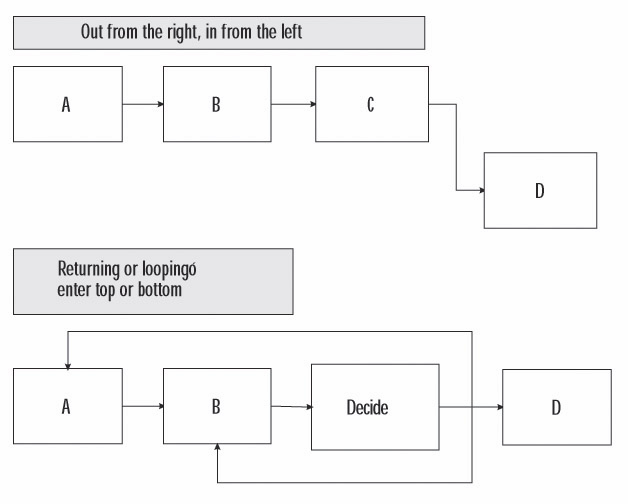 Out from the right, in from the left
A
B
C
D
Returning or loopingó
enter top or bottom
A
B
Decide
D